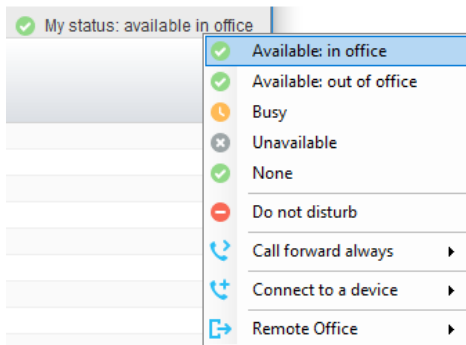 My status: available in office
Available: in office
Available: out of office
Busy
Unavailable
None
Do not disturb
Call forward always
Connect to a device
Remote Office